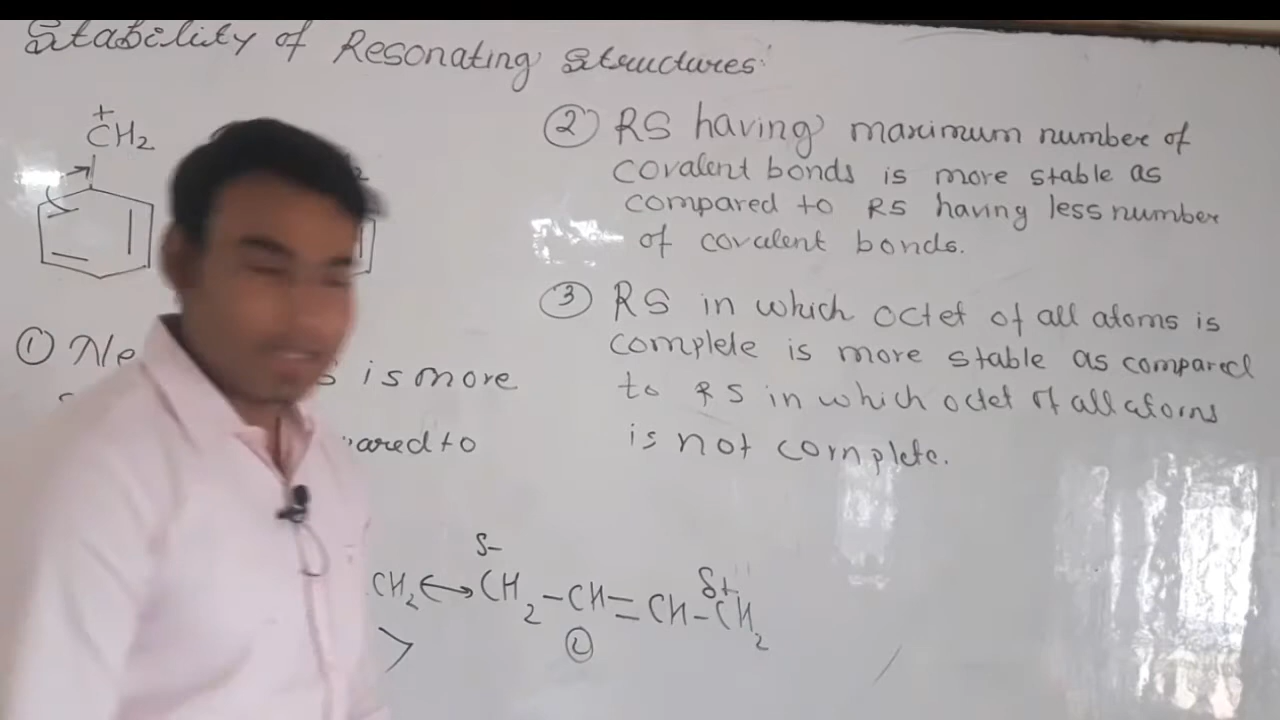 Stability of Resonating Structures
+
CH2
① Ne
is more
ared to
② RS having maximum number of
covalent bonds is more stable as
compared to RS having less number
of covalent bonds.
③ RS in which octet of all atoms is
complete is more stable as compared
to RS in which octet of all atoms
is not complete.
δ- δ+
CH2 ↔ CH2-CH=CH-CH2
>